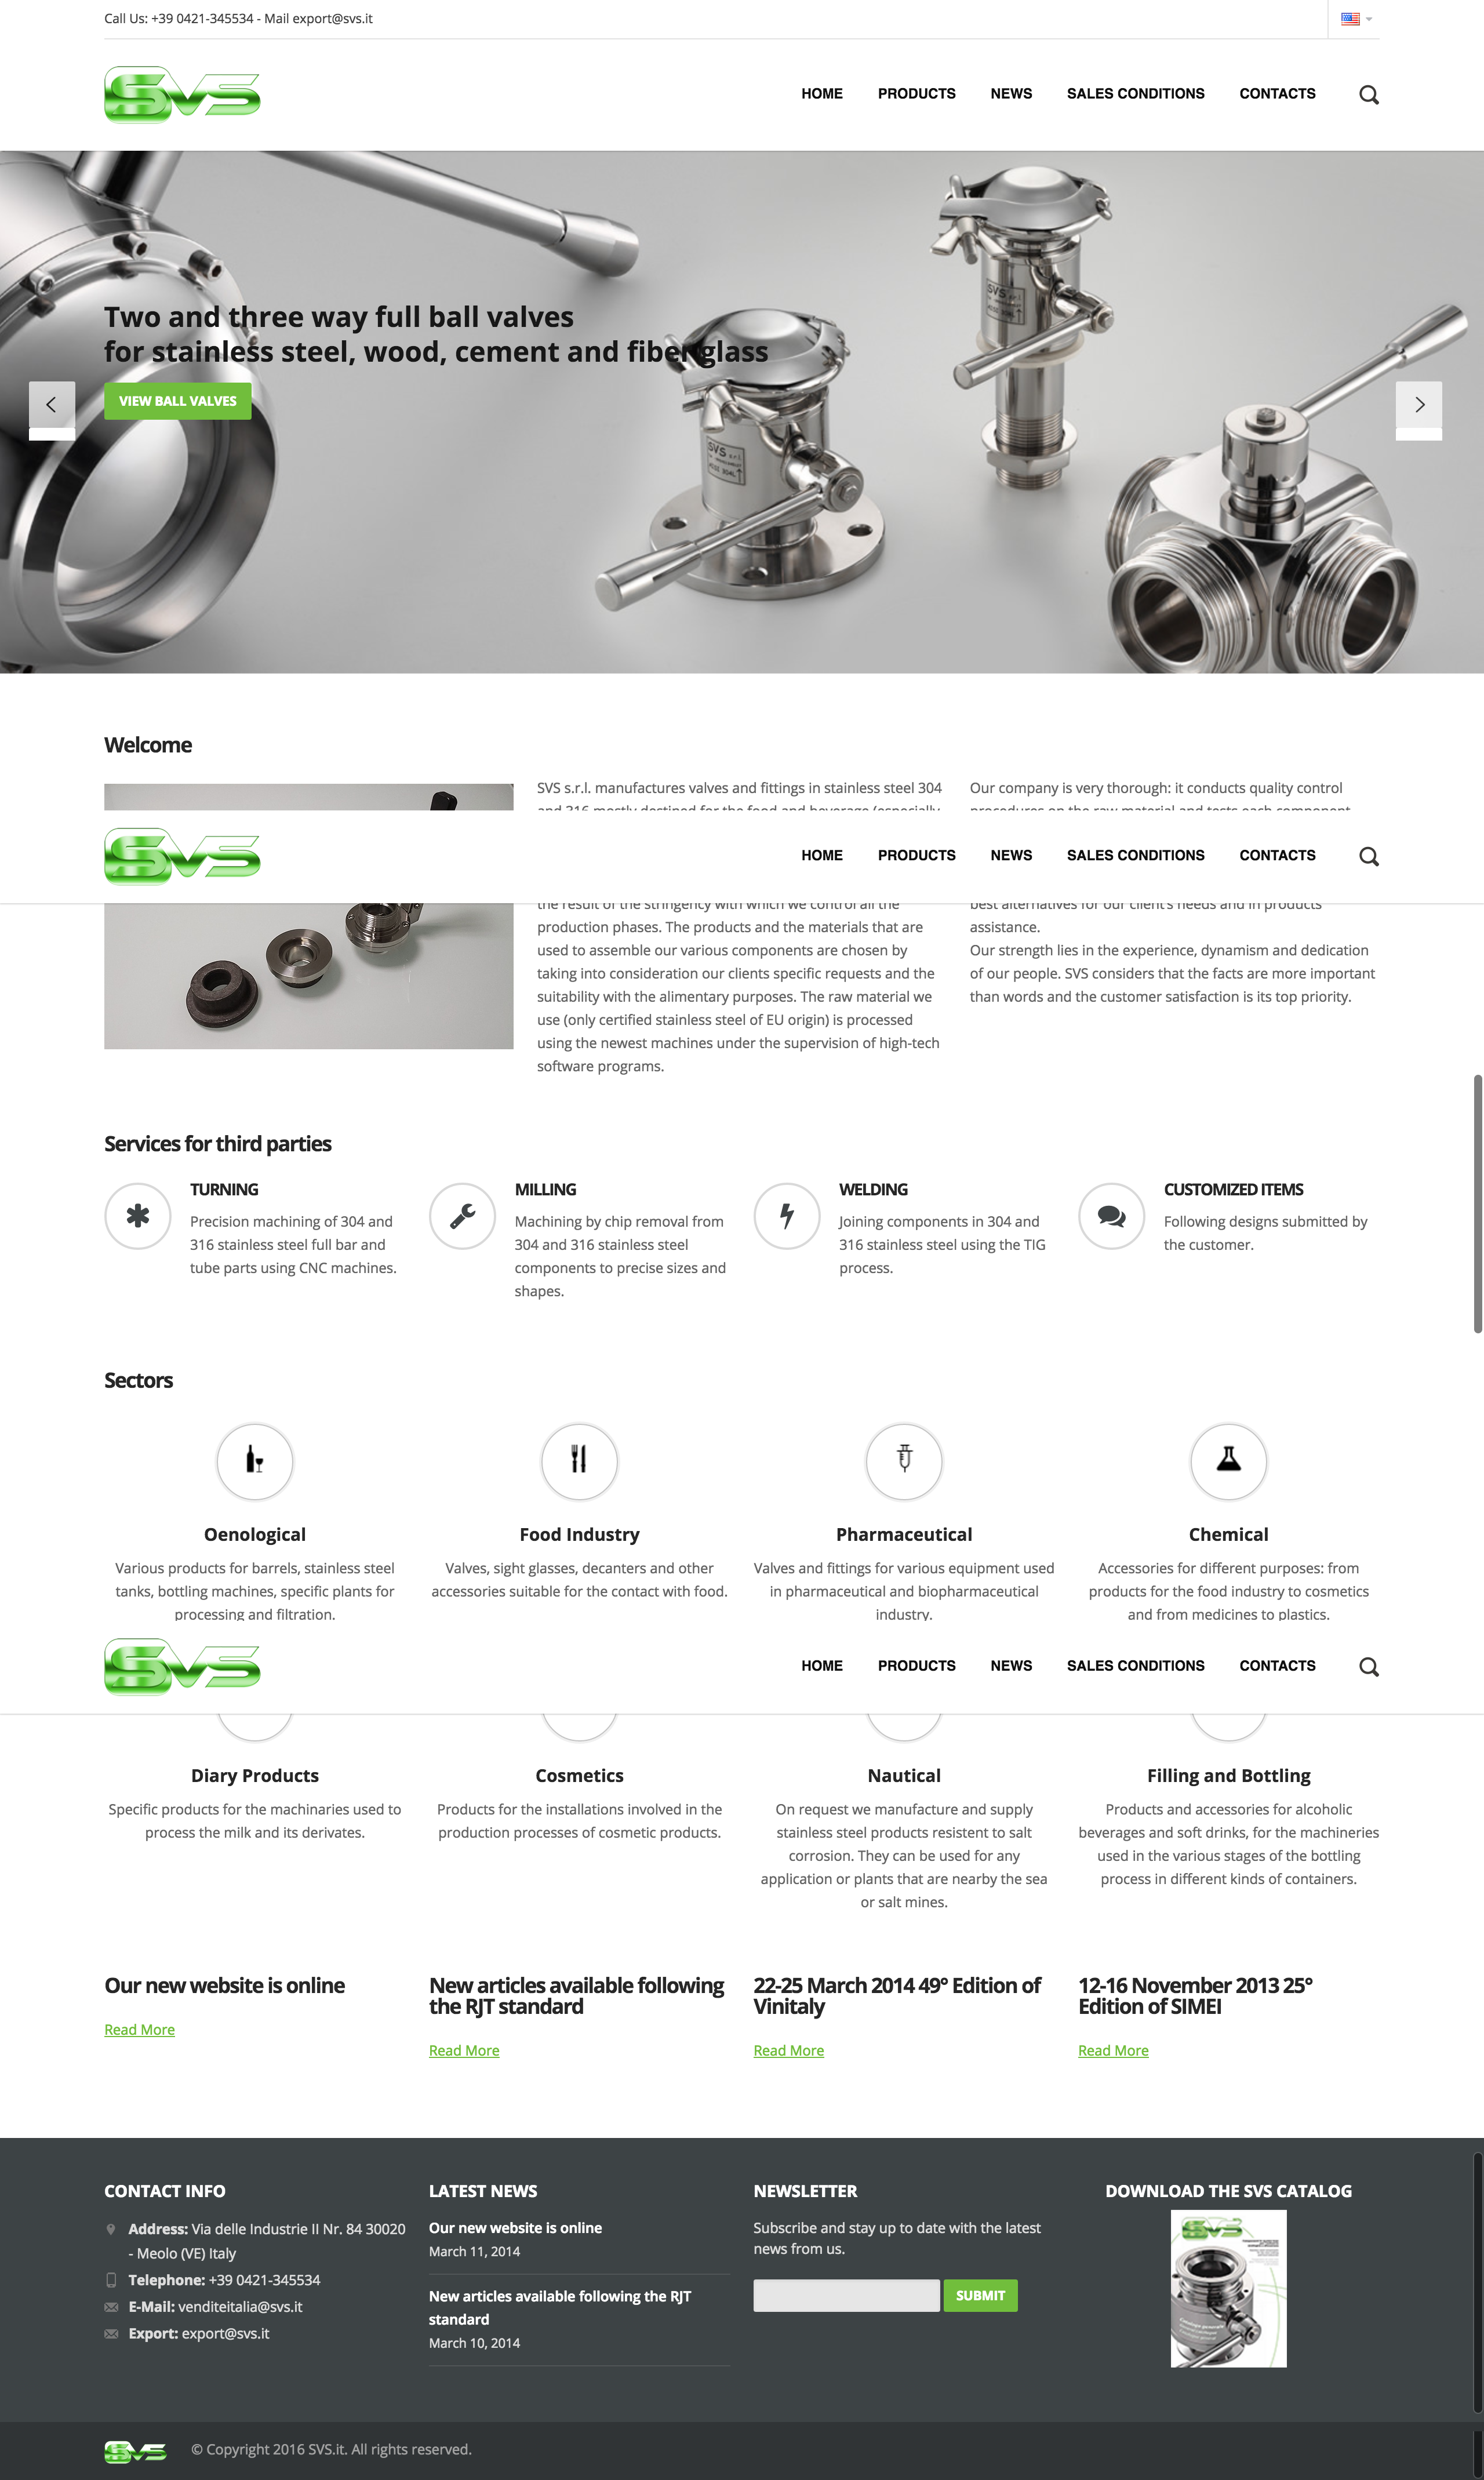 Call Us: +39 0421-345534 - Mail export@svs.it
SVS
HOME PRODUCTS NEWS SALES CONDITIONS CONTACTS
Two and three way full ball valves
for stainless steel, wood, cement and fiberglass
VIEW BALL VALVES
Welcome
SVS s.r.l. manufactures valves and fittings in stainless steel 304
and 316 mostly destined for the food and beverage (especially
Our company is very thorough: it conducts quality control
procedures on the raw material and tests each component
SVS
HOME PRODUCTS NEWS SALES CONDITIONS CONTACTS
the result of the stringency with which we control all the
production phases. The products and the materials that are
used to assemble our various components are chosen by
taking into consideration our clients specific requests and the
suitability with the alimentary purposes. The raw material we
use (only certified stainless steel of EU origin) is processed
using the newest machines under the supervision of high-tech
software programs.
best alternatives for our client's needs and in products
assistance.
Our strength lies in the experience, dynamism and dedication
of our people. SVS considers that the facts are more important
than words and the customer satisfaction is its top priority.
Services for third parties
TURNING
Precision machining of 304 and
316 stainless steel full bar and
tube parts using CNC machines.
MILLING
Machining by chip removal from
304 and 316 stainless steel
components to precise sizes and
shapes.
WELDING
Joining components in 304 and
316 stainless steel using the TIG
process.
CUSTOMIZED ITEMS
Following designs submitted by
the customer.
Sectors
Oenological
Various products for barrels, stainless steel
tanks, bottling machines, specific plants for
processing and filtration.
Food Industry
Valves, sight glasses, decanters and other
accessories suitable for the contact with food.
Pharmaceutical
Valves and fittings for various equipment used
in pharmaceutical and biopharmaceutical
industry.
Chemical
Accessories for different purposes: from
products for the food industry to cosmetics
and from medicines to plastics.
SVS
HOME PRODUCTS NEWS SALES CONDITIONS CONTACTS
Diary Products
Specific products for the machinaries used to
process the milk and its derivates.
Cosmetics
Products for the installations involved in the
production processes of cosmetic products.
Nautical
On request we manufacture and supply
stainless steel products resistent to salt
corrosion. They can be used for any
application or plants that are nearby the sea
or salt mines.
Filling and Bottling
Products and accessories for alcoholic
beverages and soft drinks, for the machineries
used in the various stages of the bottling
process in different kinds of containers.
Our new website is online
Read More
New articles available following
the RJT standard
Read More
22-25 March 2014 49° Edition of
Vinitaly
Read More
12-16 November 2013 25°
Edition of SIMEI
Read More
CONTACT INFO
Address: Via delle Industrie II Nr. 84 30020
- Meolo (VE) Italy
Telephone: +39 0421-345534
E-Mail: venditeitalia@svs.it
Export: export@svs.it
LATEST NEWS
Our new website is online
March 11, 2014
New articles available following the RJT
standard
March 10, 2014
NEWSLETTER
Subscribe and stay up to date with the latest
news from us.
SUBMIT
DOWNLOAD THE SVS CATALOG
SVS
SVS
© Copyright 2016 SVS.it. All rights reserved.